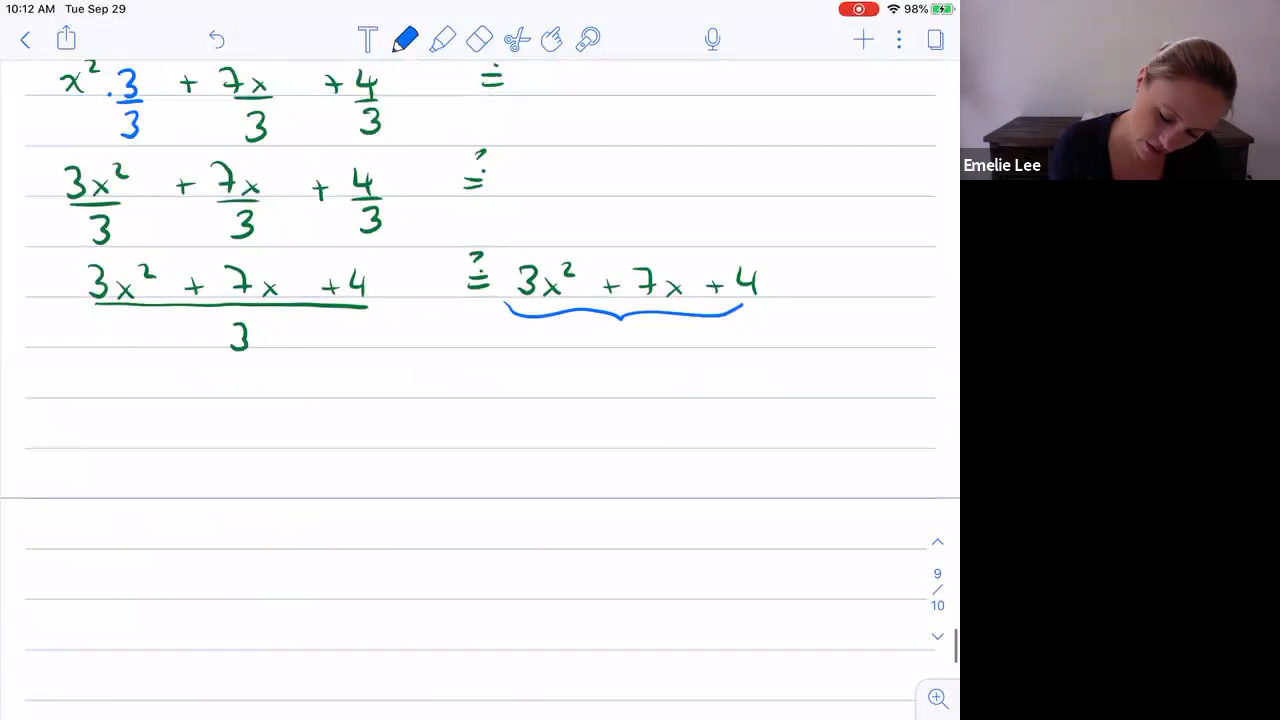 10:12 AM Tue Sep 29
98%
T
x² · 3/3 + 7x/3 + 4/3 ≟
3x²/3 + 7x/3 + 4/3 ≟
(3x² + 7x + 4)/3 ≟ 3x² + 7x + 4
Emelie Lee
9
/
10